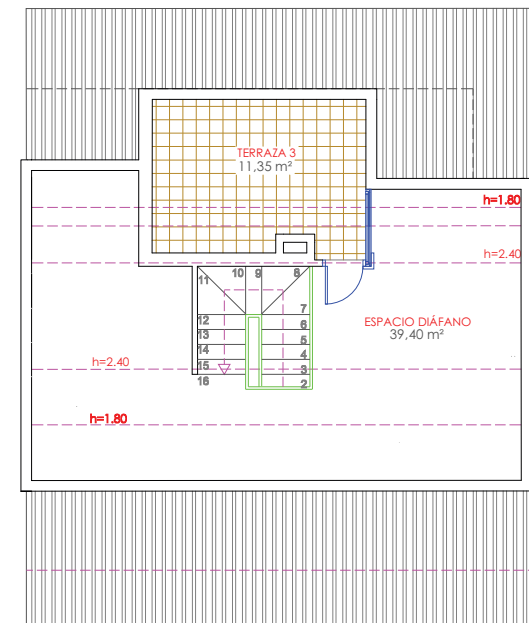 TERRAZA 3
11,35 m²
h=1.80
h=2.40
11
10
9
8
7
12
6
13
5
14
4
15
3
16
2
ESPACIO DIÁFANO
39,40 m²
h=2.40
h=1.80